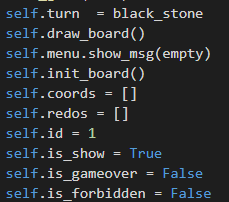 self.turn  = black_stone
self.draw_board()
self.menu.show_msg(empty)
self.init_board()
self.coords = []
self.redos = []
self.id = 1
self.is_show = True
self.is_gameover = False
self.is_forbidden = False